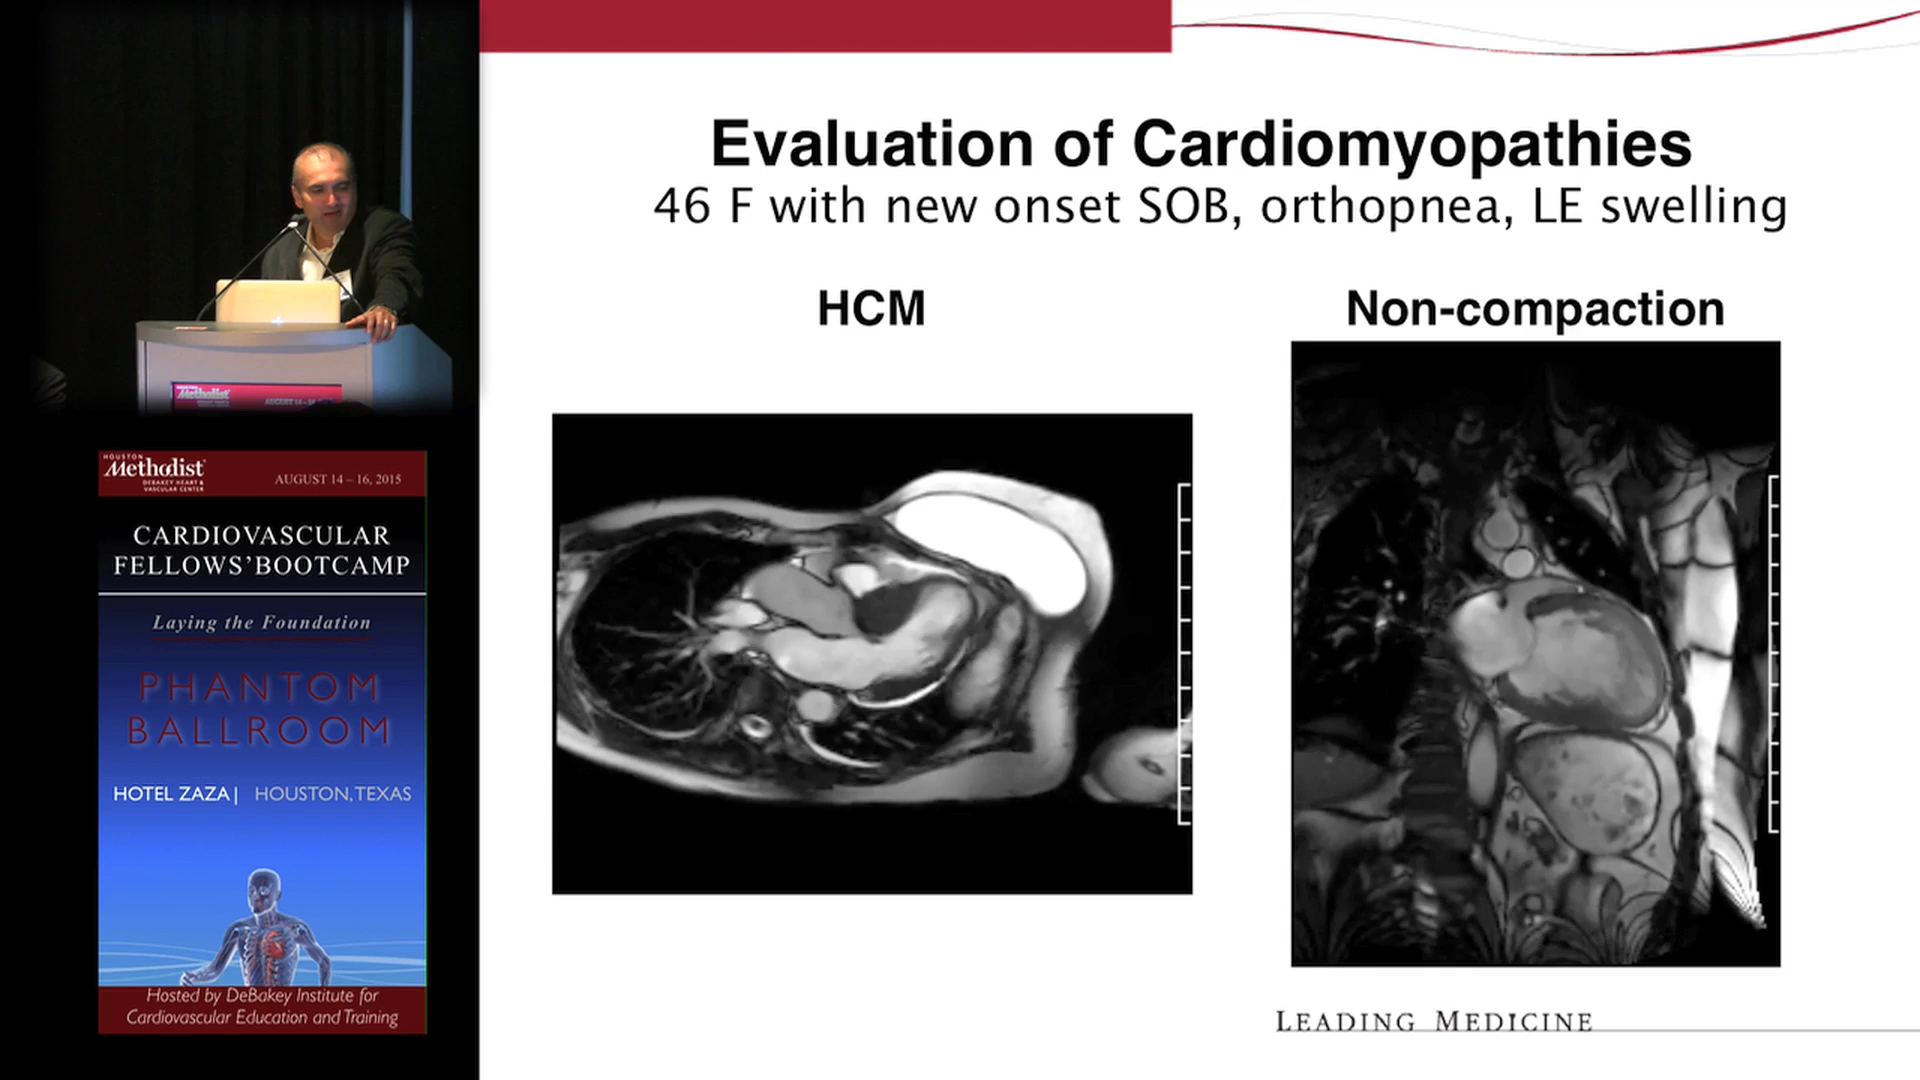 Evaluation of Cardiomyopathies
46 F with new onset SOB, orthopnea, LE swelling
HCM
Non-compaction
LEADING MEDICINE
Methodist
HOUSTON
Methodist
DEBAKEY HEART &
VASCULAR CENTER
AUGUST 14 – 16, 2015
CARDIOVASCULAR
FELLOWS'BOOTCAMP
Laying the Foundation
PHANTOM
BALLROOM
HOTEL ZAZA| HOUSTON,TEXAS
Hosted by DeBakey Institute for
Cardiovascular Education and Training